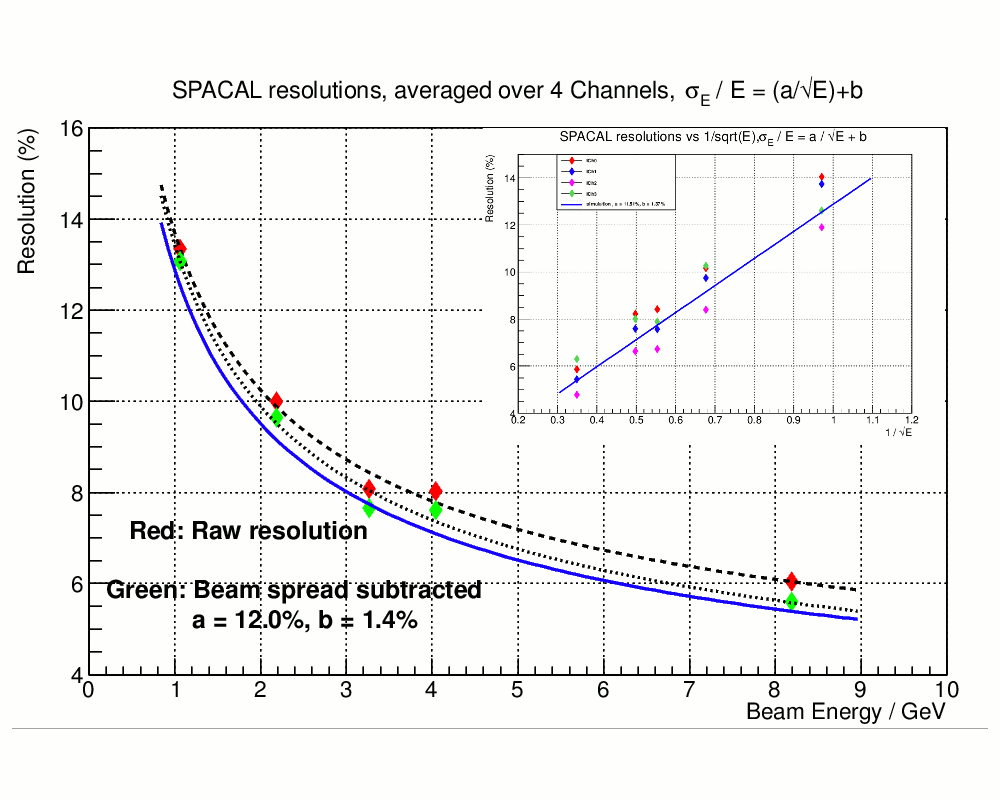 SPACAL resolutions, averaged over 4 Channels, σE / E = (a/√E)+b
Resolution (%)
16
14
12
10
8
6
4
0 1 2 3 4 5 6 7 8 9 10
Beam Energy / GeV
Red: Raw resolution
Green: Beam spread subtracted
a = 12.0%, b = 1.4%
SPACAL resolutions vs 1/sqrt(E),σE / E = a / √E + b
Resolution (%)
14
12
10
8
6
4
0.2 0.3 0.4 0.5 0.6 0.7 0.8 0.9 1 1.1 1.2
1 / √E